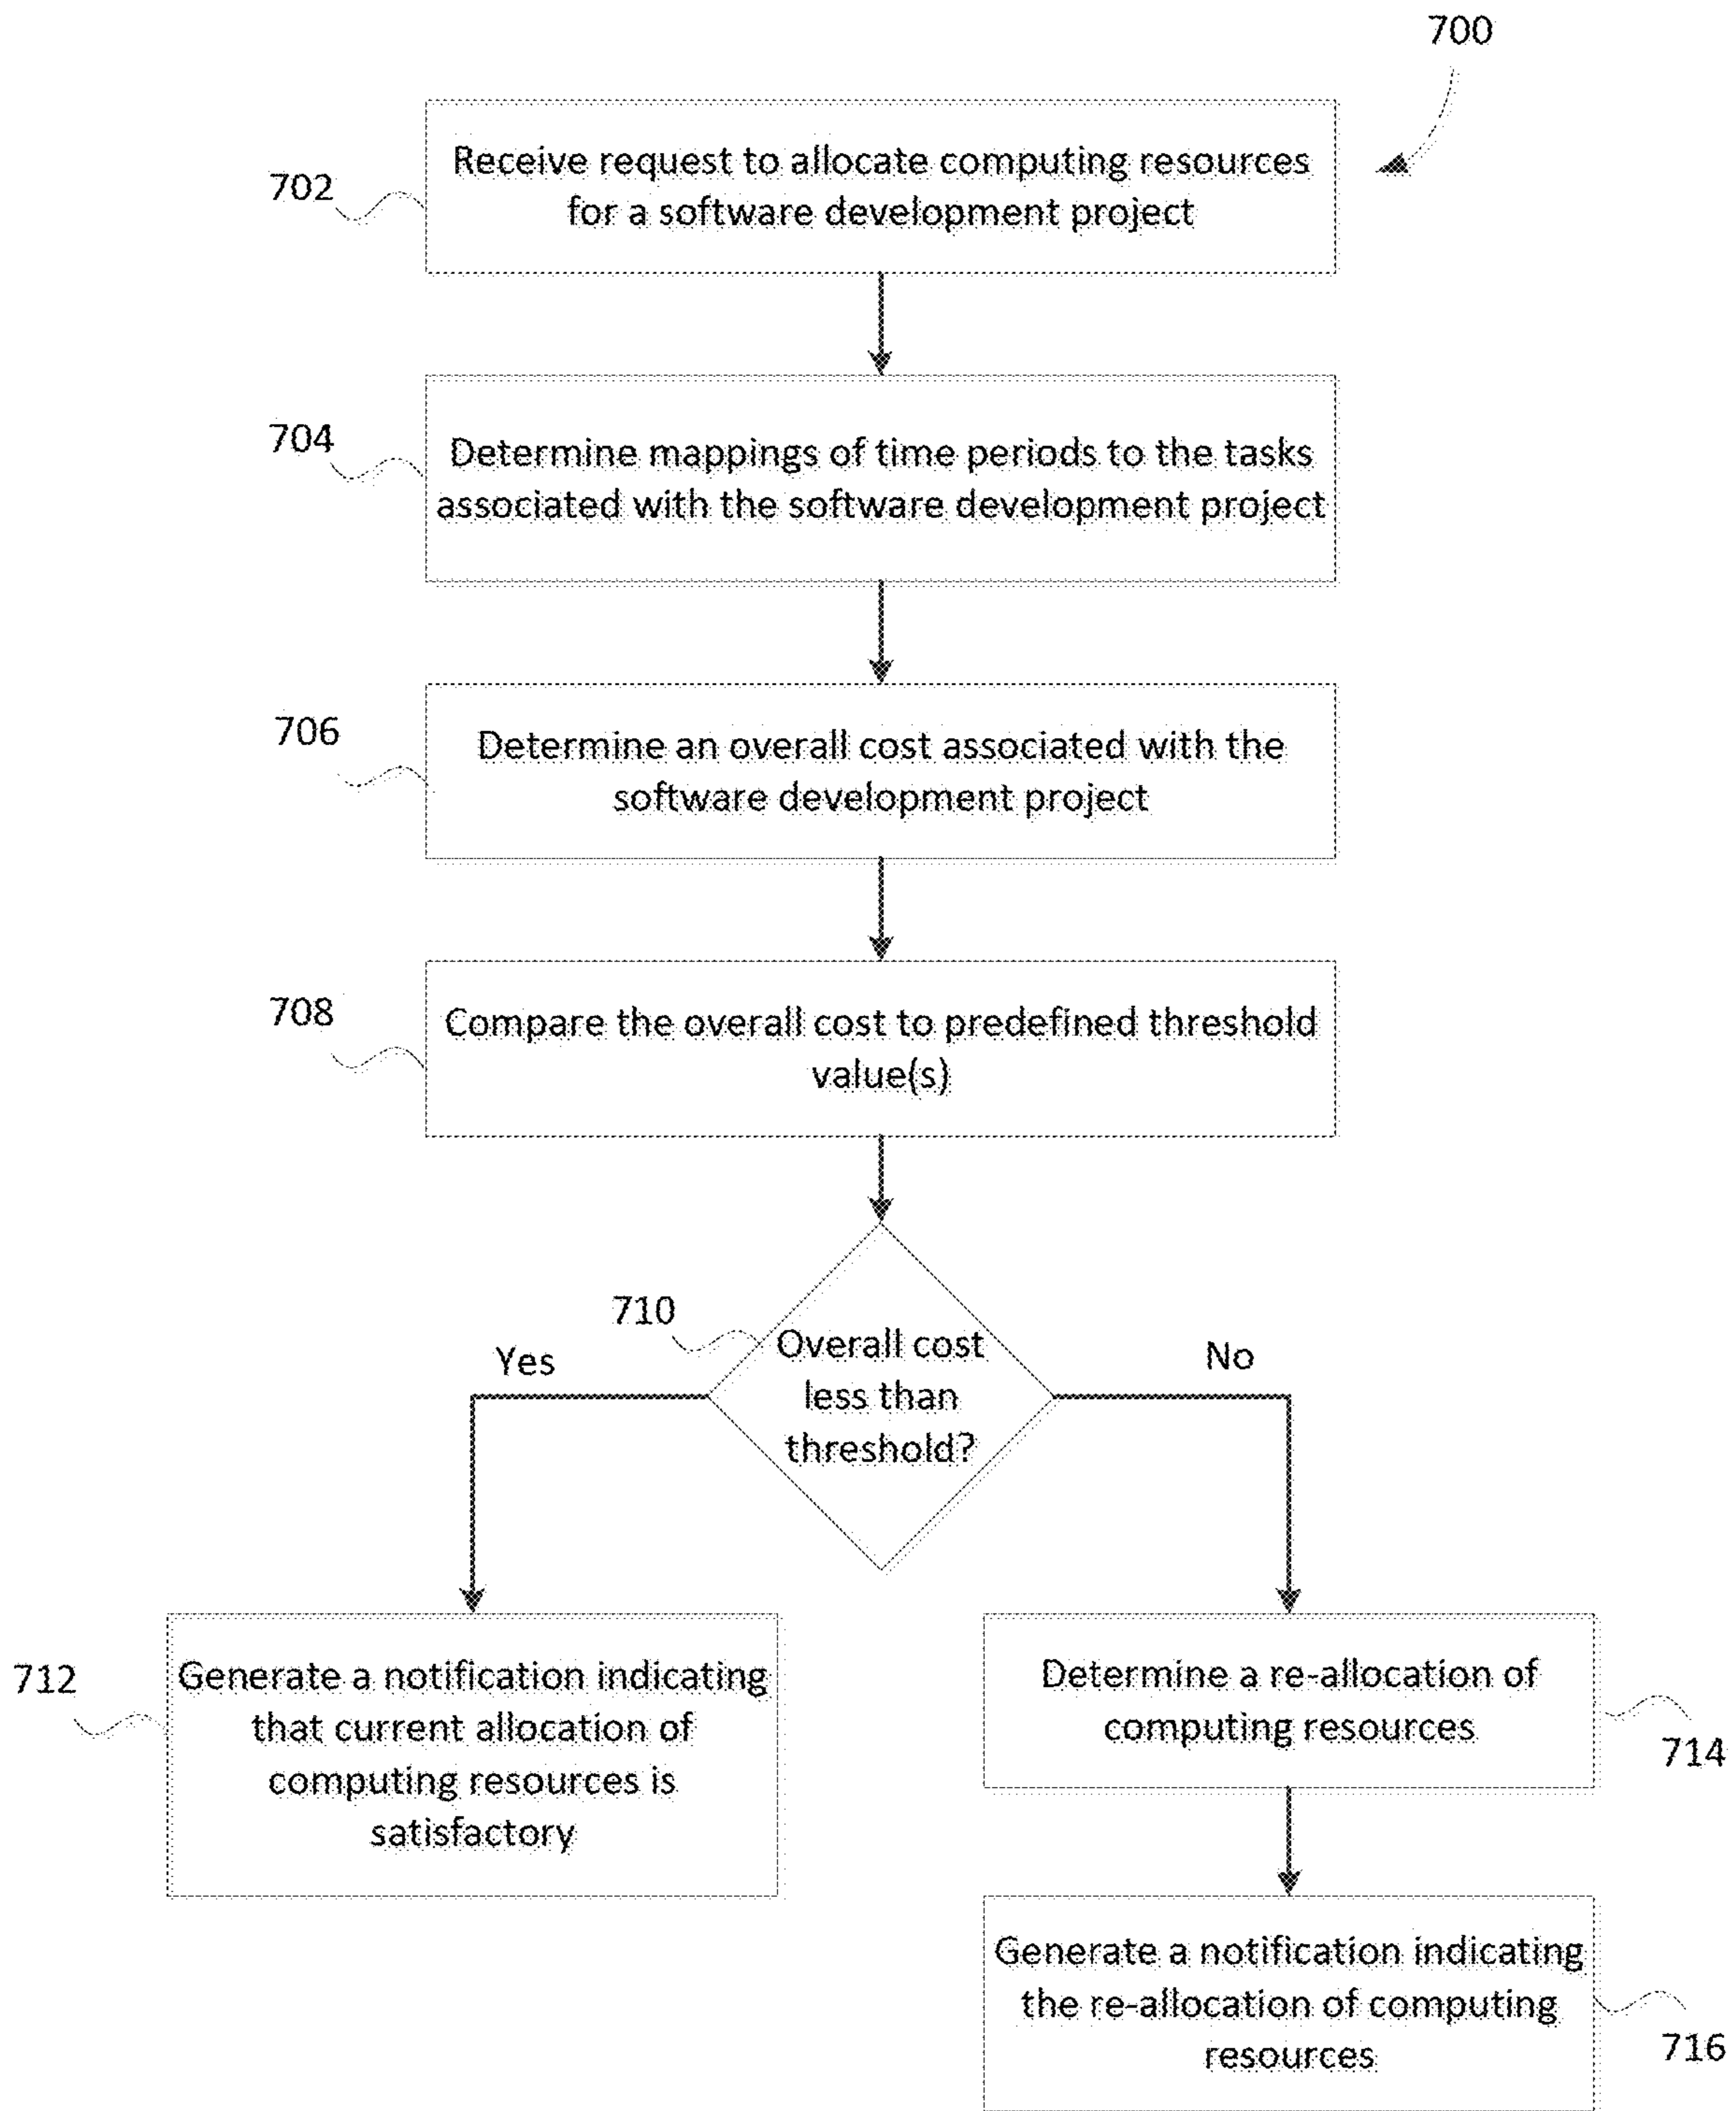 700
702
Receive request to allocate computing resources
for a software development project
704
Determine mappings of time periods to the tasks
associated with the software development project
706
Determine an overall cost associated with the
software development project
708
Compare the overall cost to predefined threshold
value(s)
710
Overall cost
less than
threshold?
Yes
No
712
Generate a notification indicating
that current allocation of
computing resources is
satisfactory
Determine a re-allocation of
computing resources
714
Generate a notification indicating
the re-allocation of computing
resources
716